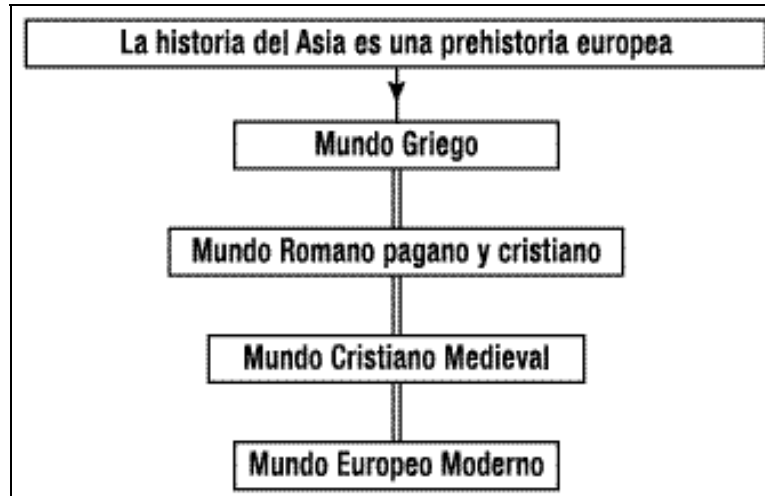 La historia del Asia es una prehistoria europea
Mundo Griego
Mundo Romano pagano y cristiano
Mundo Cristiano Medieval
Mundo Europeo Moderno